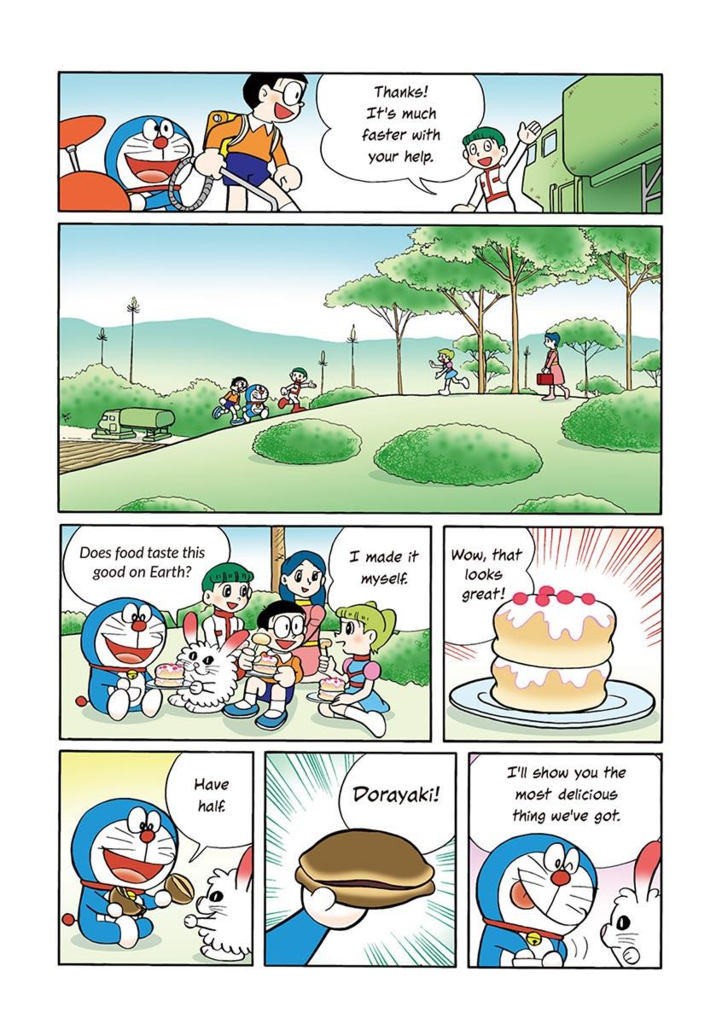 Thanks!
It's much
faster with
your help.
Wow, that
looks
great!
I made it
myself.
Does food taste this
good on Earth?
I'll show you the
most delicious
thing we've got.
Dorayaki!
Have
half.